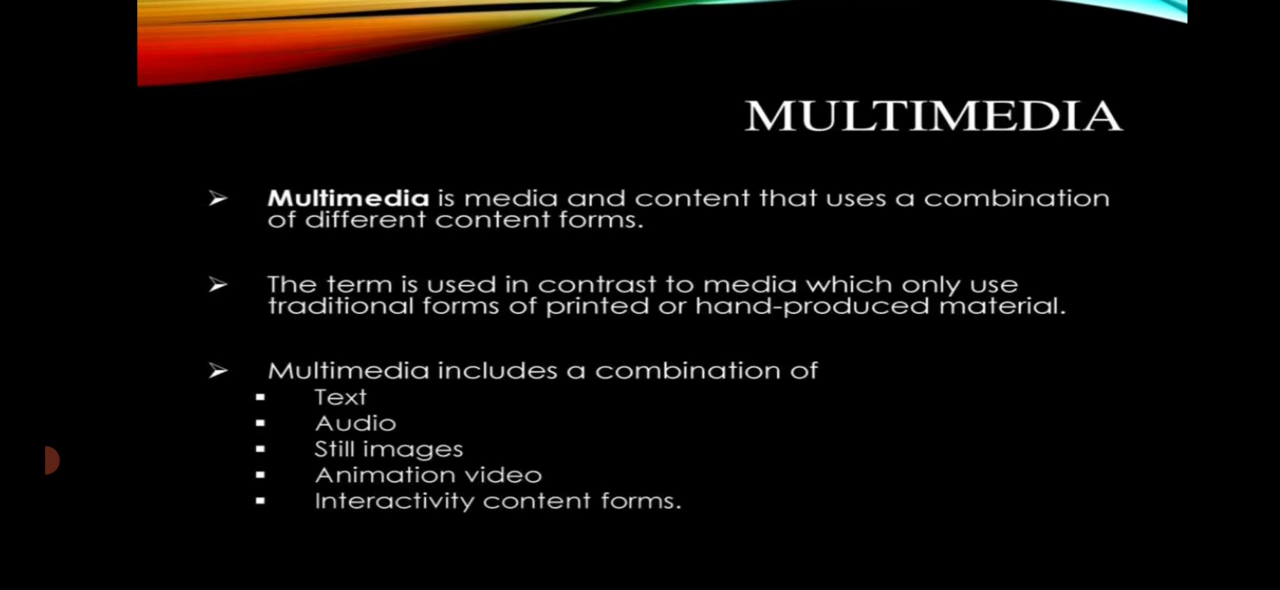 MULTIMEDIA
➢ Multimedia is media and content that uses a combination
of different content forms.
➢ The term is used in contrast to media which only use
traditional forms of printed or hand-produced material.
➢ Multimedia includes a combination of
▪ Text
▪ Audio
▪ Still images
▪ Animation video
▪ Interactivity content forms.